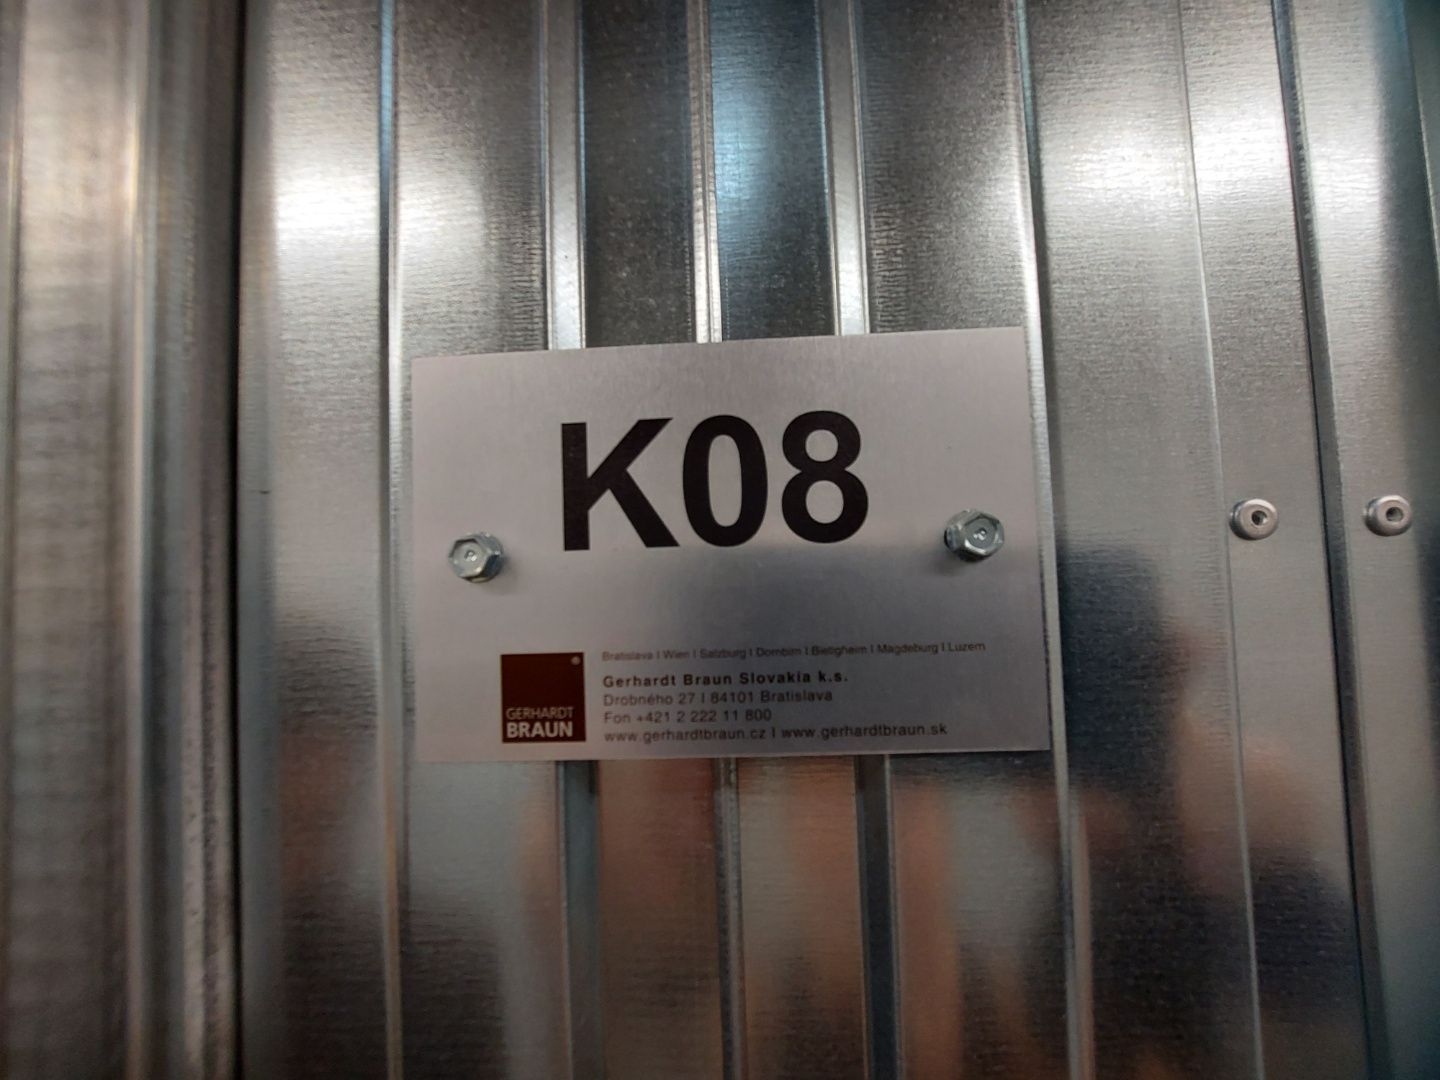 K08
Bratislava I Wien I Salzburg I Dornbirn I Bietigheim I Magdeburg I Luzern
GERHARDT
BRAUN
®
Gerhardt Braun Slovakia k.s.
Drobného 27 I 84101 Bratislava
Fon +421 2 222 11 800
www.gerhardtbraun.cz I www.gerhardtbraun.sk